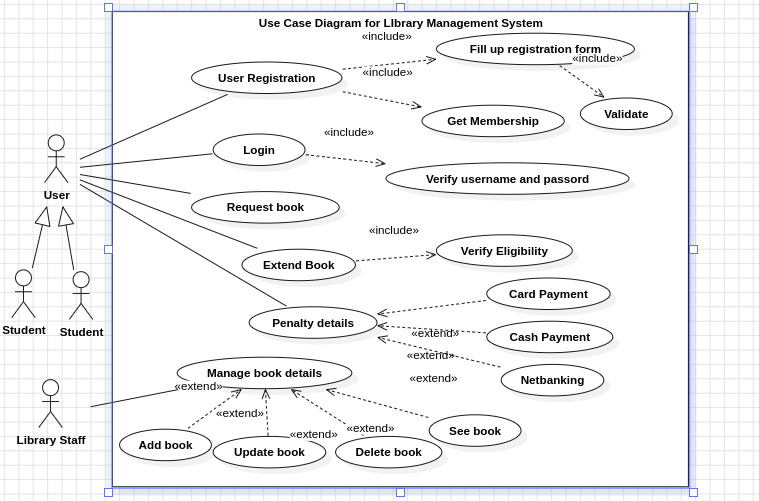 Use Case Diagram for LIbrary Management System
«include»
Fill up registration form
«include»
User Registration
«include»
Validate
Get Membership
«include»
Login
Verify username and passord
User
Request book
«include»
Verify Eligibility
Extend Book
Card Payment
Penalty details
«extend»
Cash Payment
Student
Student
«extend»
Manage book details
«extend»
Netbanking
«extend»
Library Staff
«extend»
«extend»
«extend»
See book
Add book
Update book
Delete book